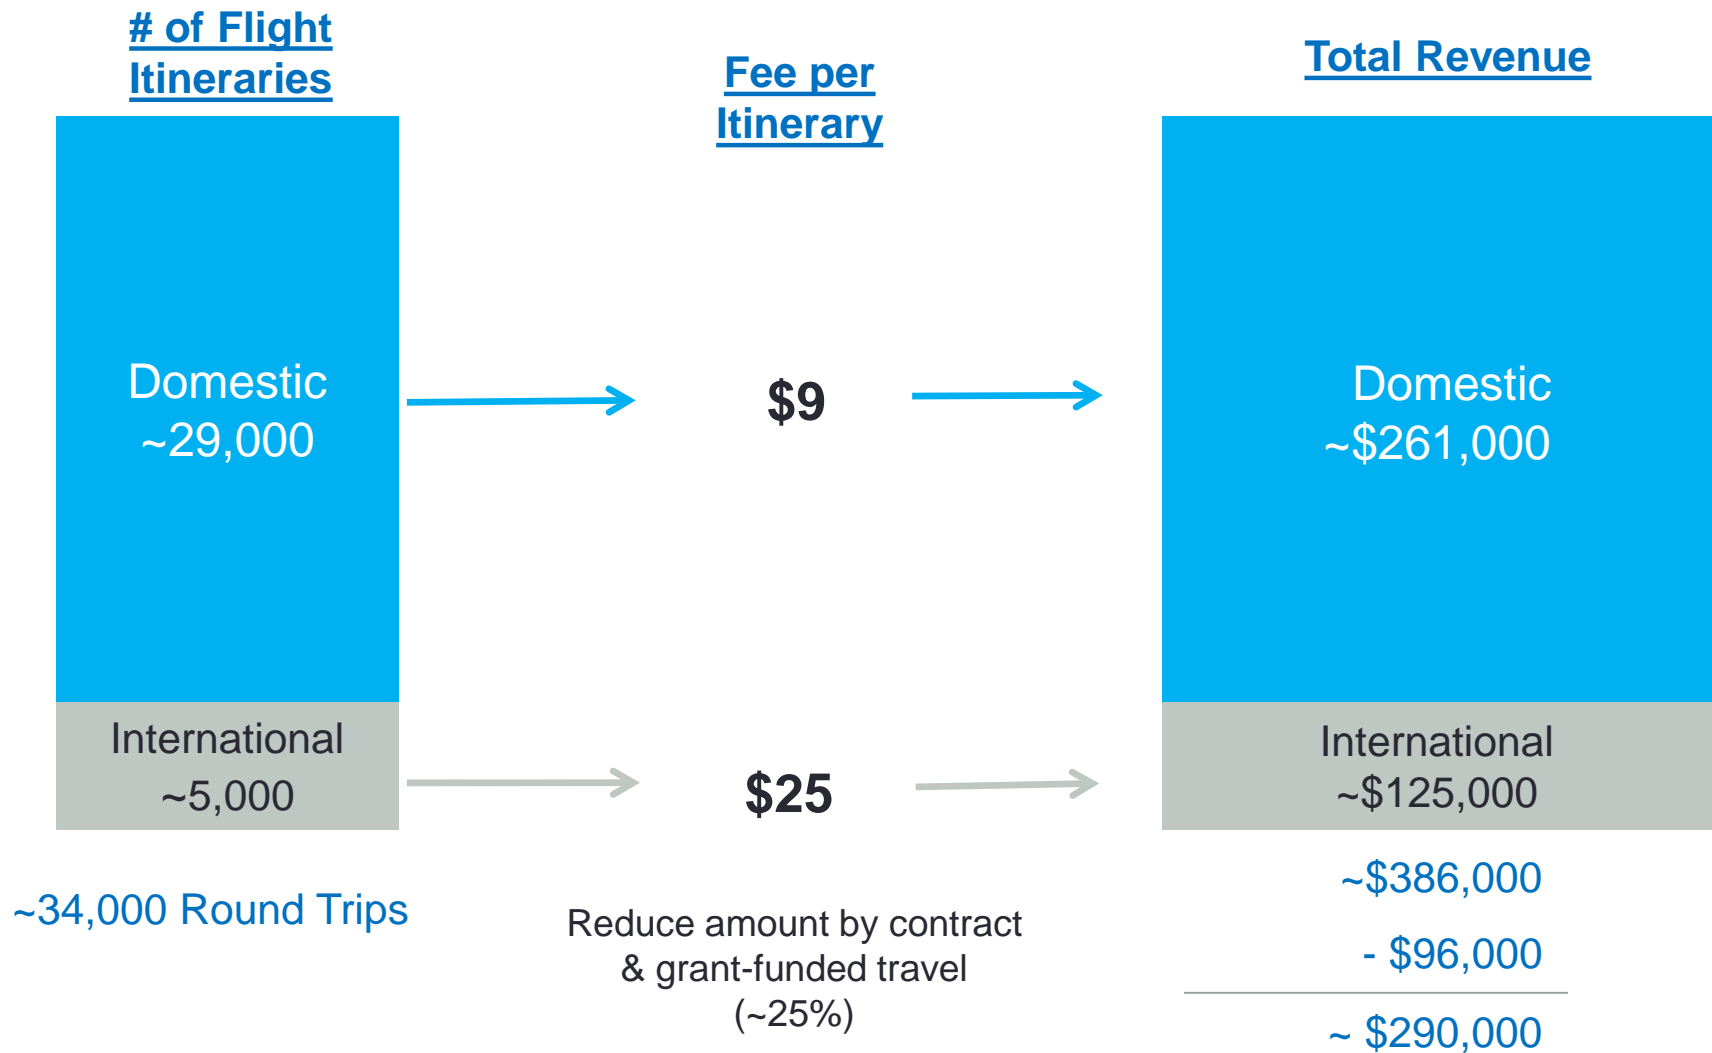 # of Flight
Itineraries
Fee per
Itinerary
Total Revenue
Domestic
~29,000
$9
Domestic
~$261,000
International
~5,000
$25
International
~$125,000
~34,000 Round Trips
Reduce amount by contract
& grant-funded travel
(~25%)
~$386,000
- $96,000
~ $290,000